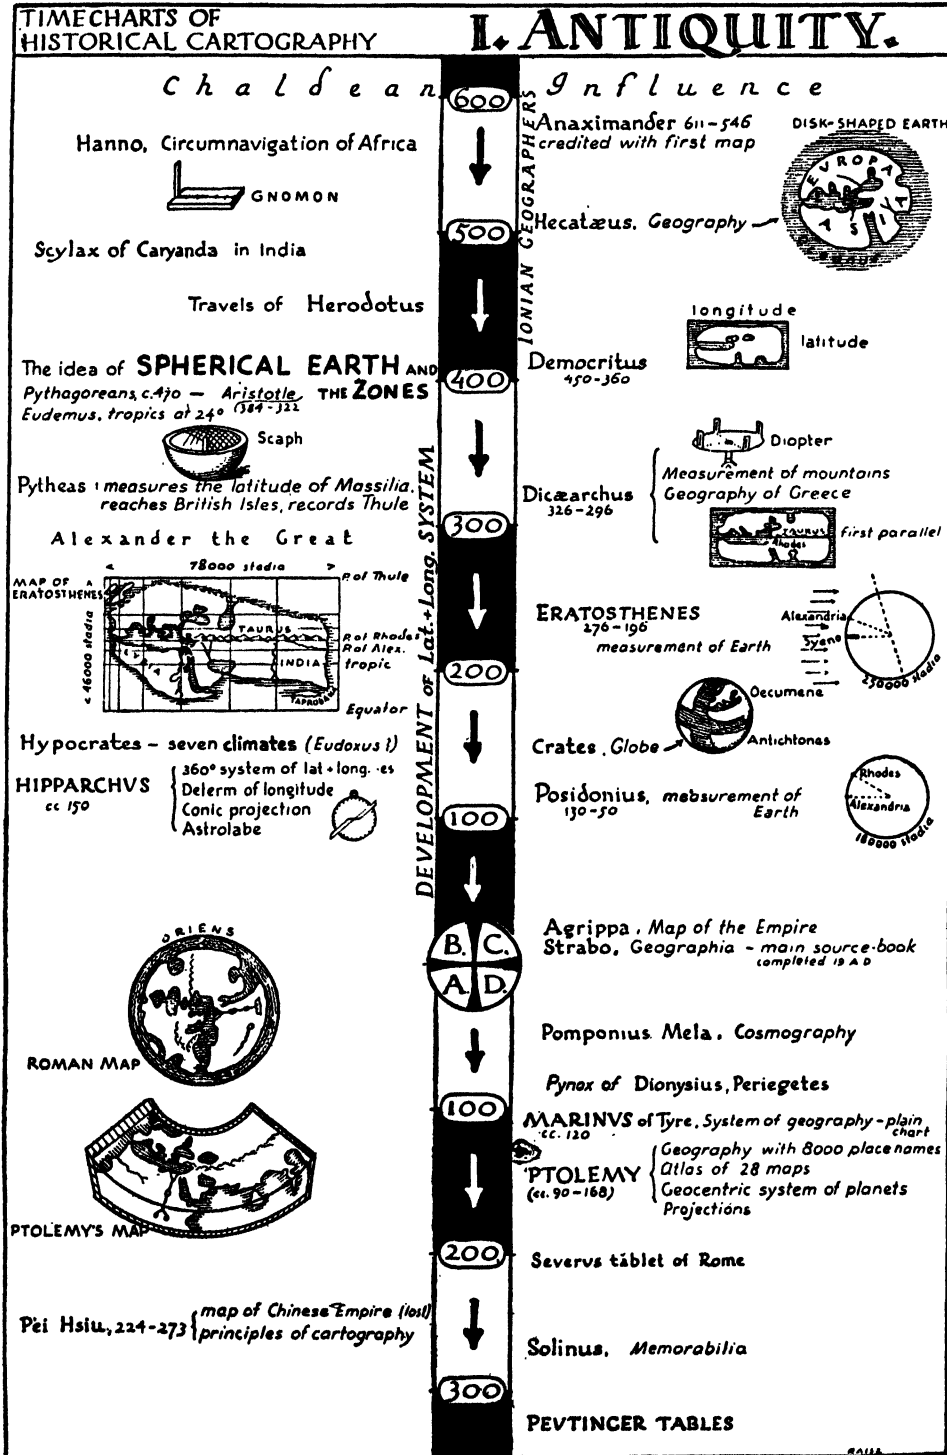 TIMECHARTS OF
HISTORICAL CARTOGRAPHY
I. ANTIQUITY.
Chaldean Influence
600
IONIAN GEOGRAPHERS
Hanno, Circumnavigation of Africa
GNOMON
Anaximander 611-546
credited with first map
DISK-SHAPED EARTH
EVROPA
ASIA
500
Hecatæus, Geography
Scylax of Caryanda in India
Travels of Herodotus
longitude
latitude
The idea of SPHERICAL EARTH AND
THE ZONES
Pythagoreans, c.470 – Aristotle
(384-322
Eudemus, tropics at 24°
400
Democritus
450-360
Scaph
Pytheas : measures the latitude of Massilia,
reaches British Isles, records Thule
DEVELOPMENT OF Lat.+Long. SYSTEM
Diopter
Dicæarchus
326-296
Measurement of mountains
Geography of Greece
TAURUS
Rhodes
first parallel
300
Alexander the Great
78000 stadia
MAP OF
ERATOSTHENES
< 46000 stadia
P. of Thule
TAURUS
P. of Rhodes
P. of Alex.
LYBIA
INDIA
tropic
TAPROBANE
Equator
ERATOSTHENES
276-196
measurement of Earth
Alexandria
Syene
250000 stadia
200
Oecumene
Crates, Globe
Antichtones
Hypocrates – seven climates (Eudoxus ?)
HIPPARCHVS
cc 150
360° system of lat+long. -es
Determ of longitude
Conic projection
Astrolabe
Posidonius, measurement of
130-50
Earth
Rhodes
Alexandria
180000 stadia
100
B. C.
A. D.
Agrippa, Map of the Empire
Strabo, Geographia – main source-book
completed 19 A D
ORIENS
ROMAN MAP
Pomponius Mela, Cosmography
Pynox of Dionysius, Periegetes
100
MARINVS of Tyre, System of geography – plain
cc. 120
chart
PTOLEMY
(cc. 90-168)
Geography with 8000 place names
Atlas of 28 maps
Geocentric system of planets
Projections
PTOLEMY'S MAP
200
Severus tablet of Rome
Pei Hsiu, 224-273
map of Chinese Empire (lost)
principles of cartography
Solinus, Memorabilia
300
PEVTINGER TABLES